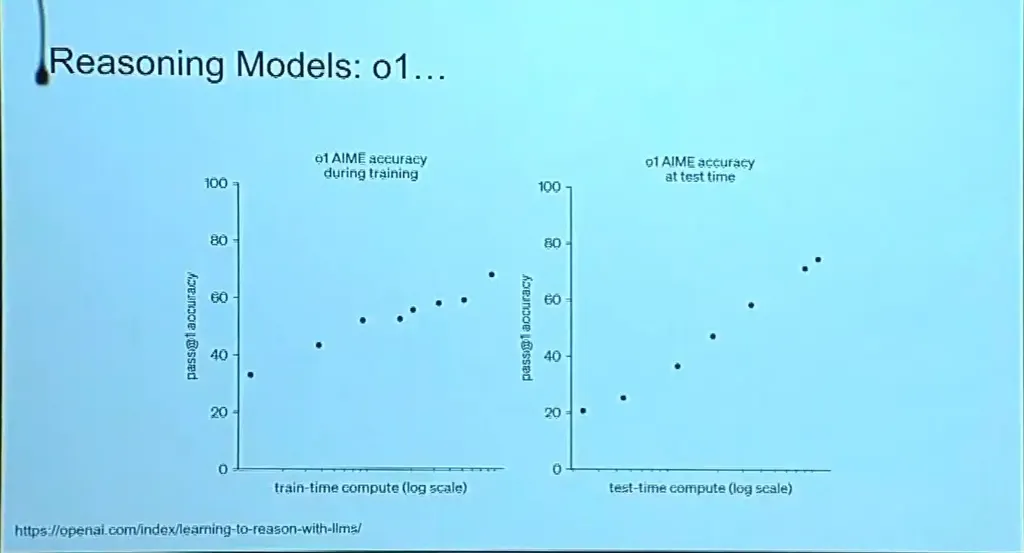 Reasoning Models: o1...
o1 AIME accuracy
during training
100
80
60
40
20
0
pass@1 accuracy
train-time compute (log scale)
o1 AIME accuracy
at test time
100
80
60
40
20
0
pass@1 accuracy
test-time compute (log scale)
https://openai.com/index/learning-to-reason-with-llms/